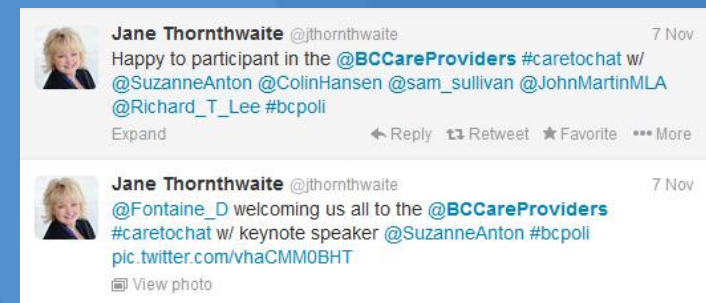 Jane Thornthwaite @jthornthwaite 7 Nov
Happy to participant in the @BCCareProviders #caretochat w/
@SuzanneAnton @ColinHansen @sam_sullivan @JohnMartinMLA
@Richard_T_Lee #bcpoli
Expand Reply Retweet Favorite More
Jane Thornthwaite @jthornthwaite 7 Nov
@Fontaine_D welcoming us all to the @BCCareProviders
#caretochat w/ keynote speaker @SuzanneAnton #bcpoli
pic.twitter.com/vhaCMM0BHT
View photo